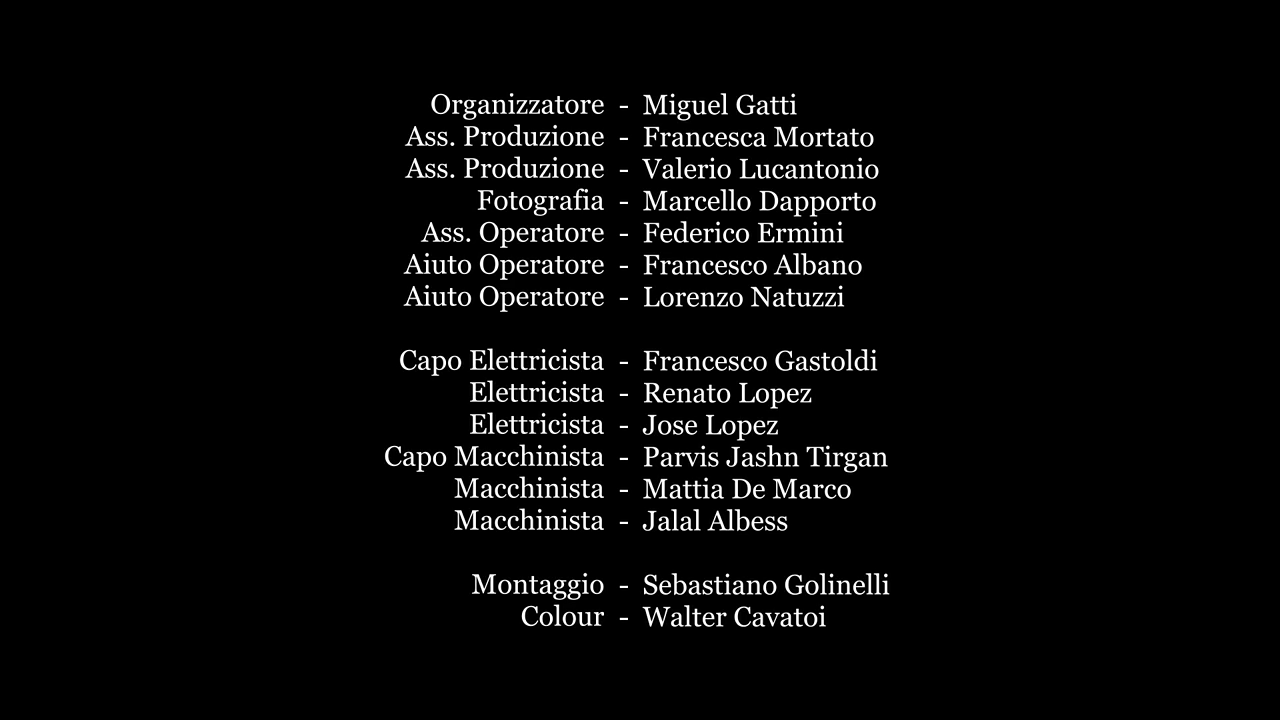 Organizzatore - Miguel Gatti
Ass. Produzione - Francesca Mortato
Ass. Produzione - Valerio Lucantonio
Fotografia - Marcello Dapporto
Ass. Operatore - Federico Ermini
Aiuto Operatore - Francesco Albano
Aiuto Operatore - Lorenzo Natuzzi
Capo Elettricista - Francesco Gastoldi
Elettricista - Renato Lopez
Elettricista - Jose Lopez
Capo Macchinista - Parvis Jashn Tirgan
Macchinista - Mattia De Marco
Macchinista - Jalal Albess
Montaggio - Sebastiano Golinelli
Colour - Walter Cavatoi